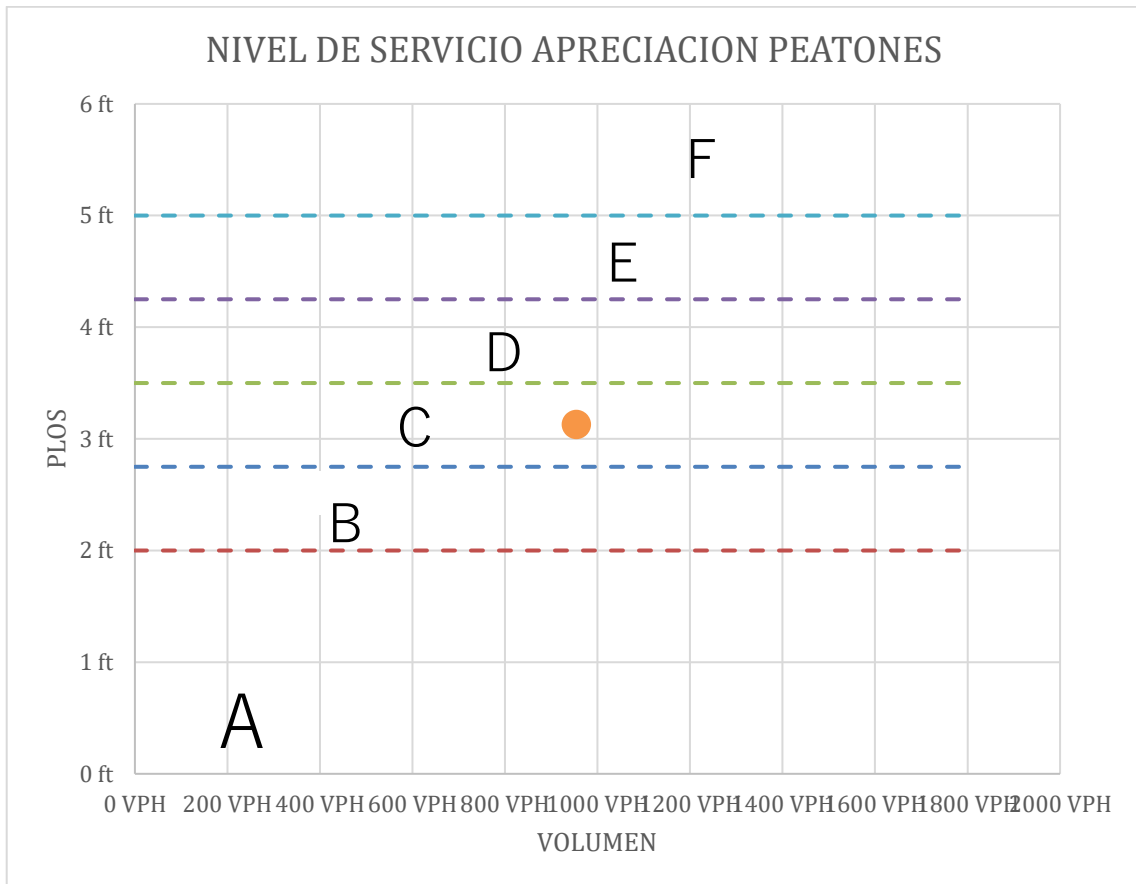 NIVEL DE SERVICIO APRECIACION PEATONES
6 ft
F
5 ft
E
4 ft
D
PLOS
C
3 ft
B
2 ft
1 ft
A
0 ft
0 VPH 200 VPH 400 VPH 600 VPH 800 VPH 1000 VPH 1200 VPH 1400 VPH 1600 VPH 1800 VPH 2000 VPH
VOLUMEN